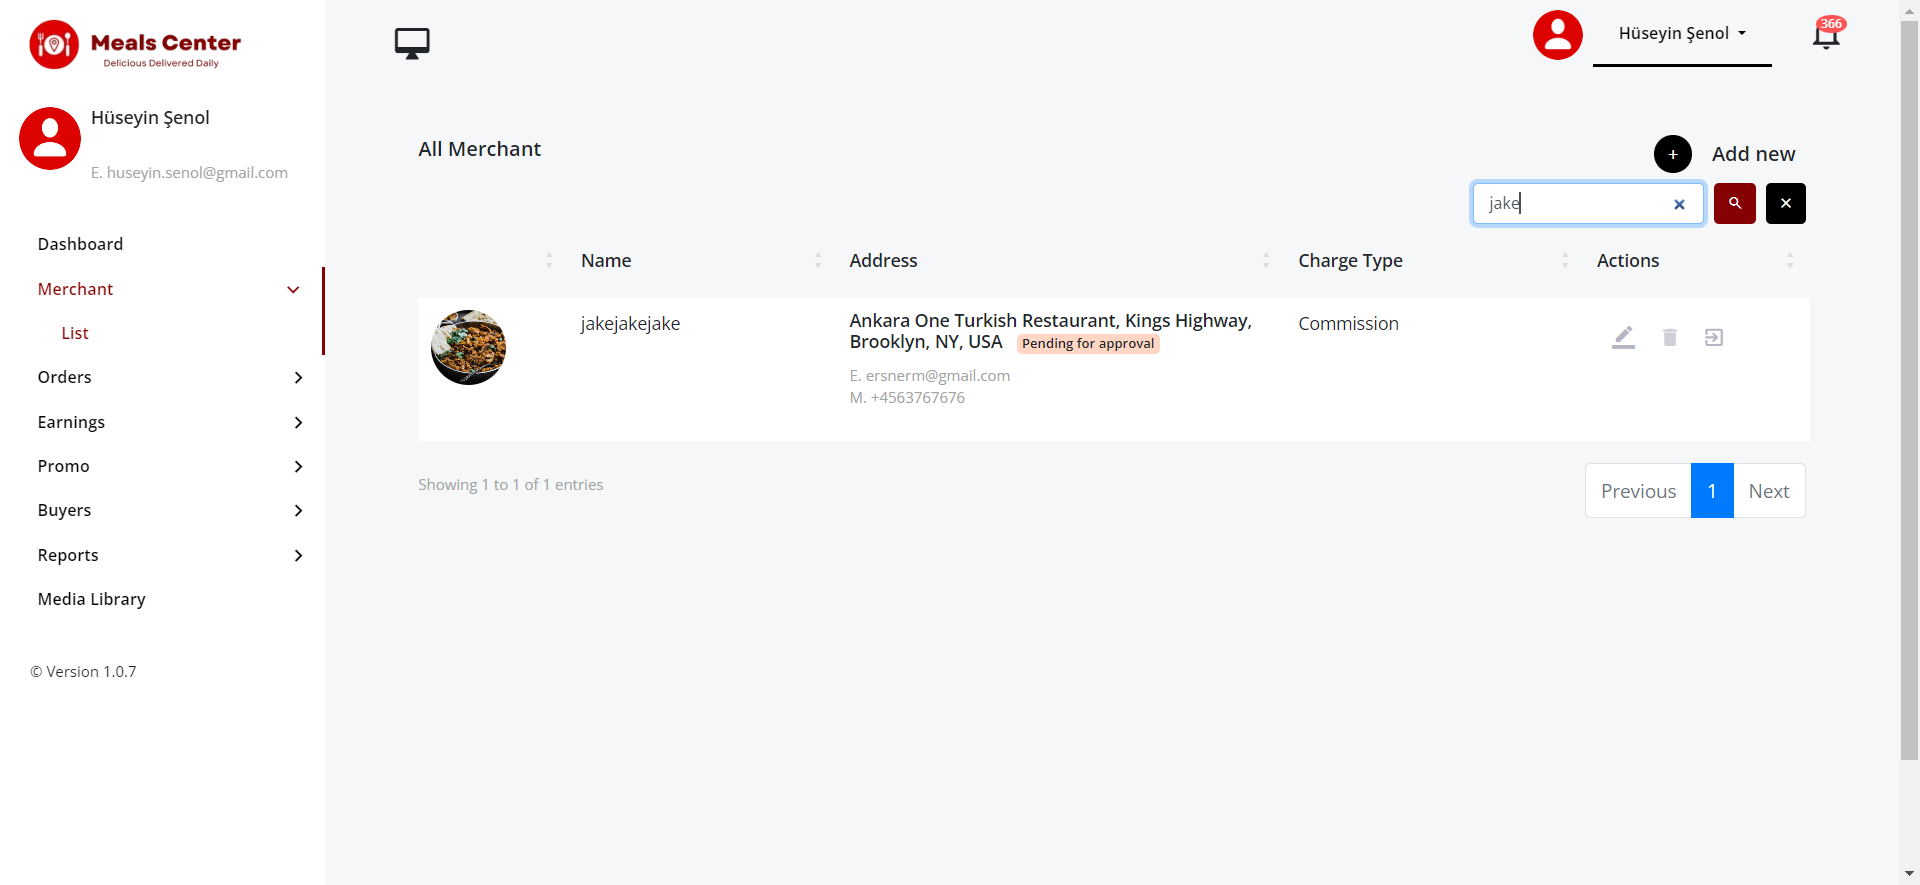 Meals Center
Delicious Delivered Daily
Hüseyin Şenol
E. huseyin.senol@gmail.com
Dashboard
Merchant
List
Orders
Earnings
Promo
Buyers
Reports
Media Library
© Version 1.0.7
Hüseyin Şenol
366
All Merchant
+ Add new
jake
Name Address Charge Type Actions
jakejakejake
Ankara One Turkish Restaurant, Kings Highway,
Brooklyn, NY, USA Pending for approval
E. ersnerm@gmail.com
M. +4563767676
Commission
Showing 1 to 1 of 1 entries
Previous 1 Next